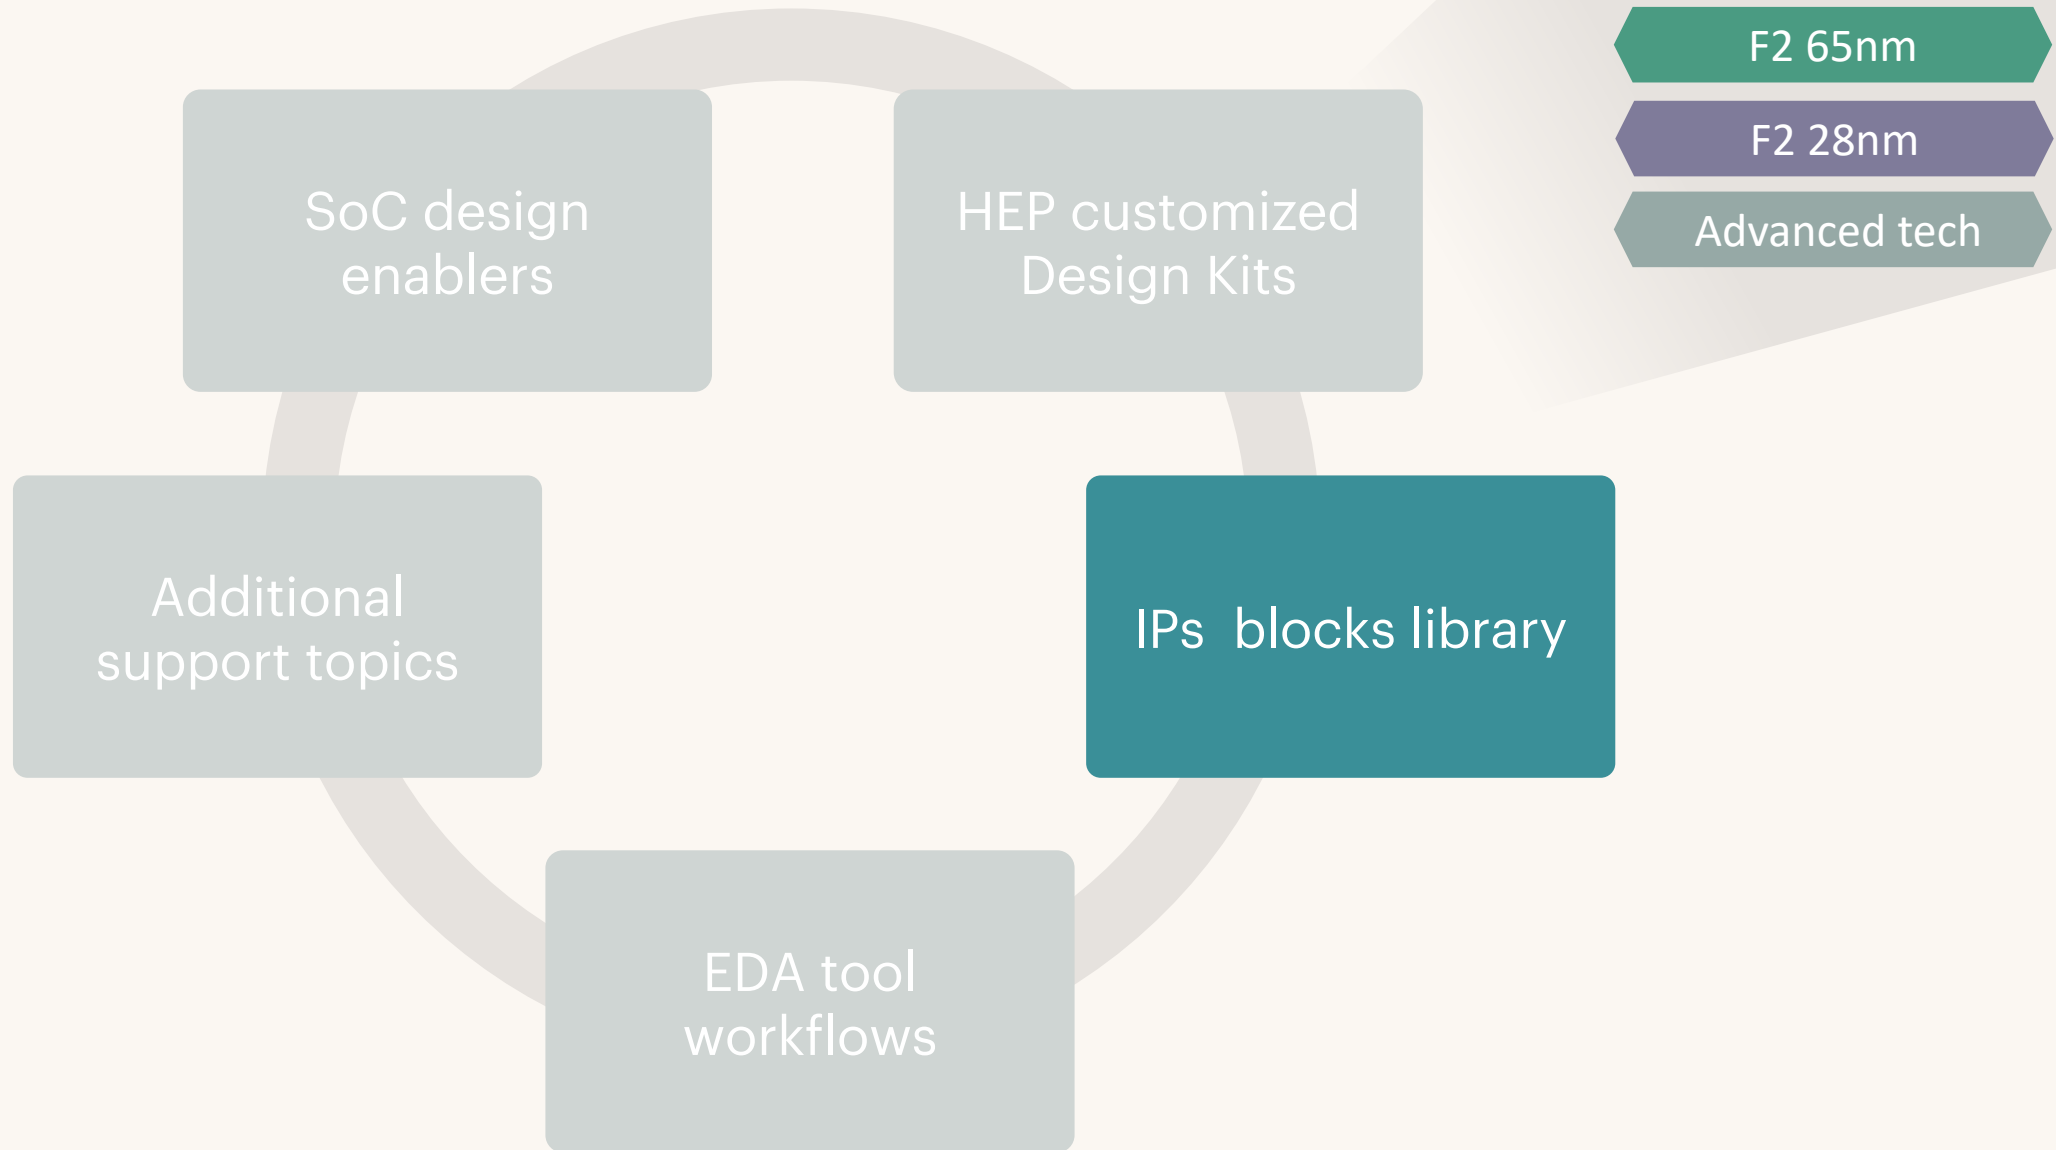 F2 65nm
F2 28nm
Advanced tech
SoC design
enablers
HEP customized
Design Kits
Additional
support topics
IPs  blocks library
EDA tool
workflows